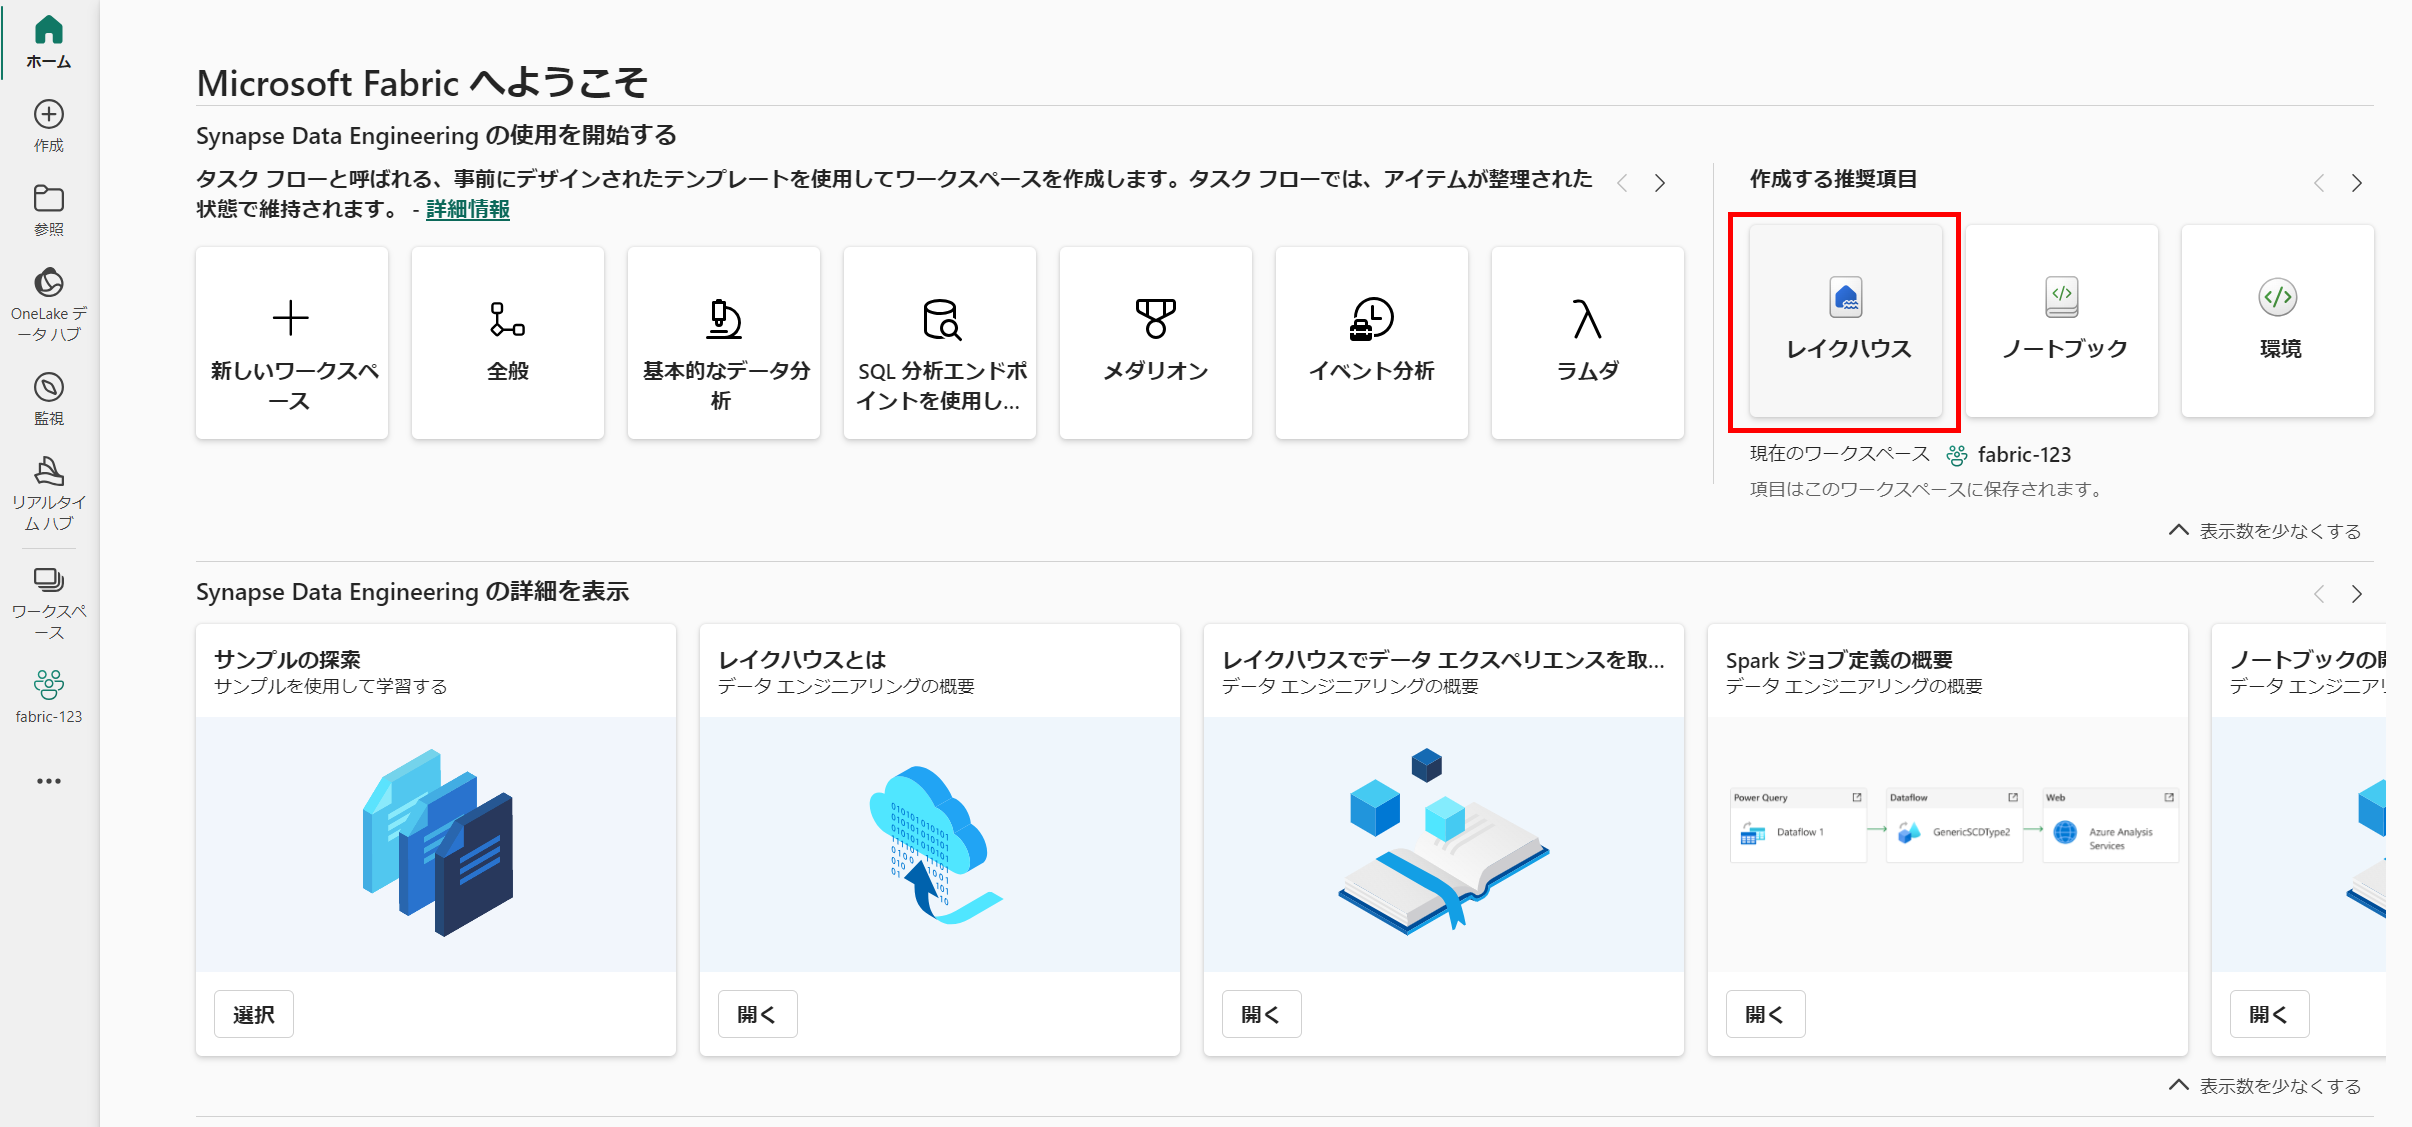 ホーム
作成
参照
OneLake デ
ータ ハブ
監視
リアルタイ
ム ハブ
ワークスペ
ース
fabric-123
Microsoft Fabric へようこそ
Synapse Data Engineering の使用を開始する
タスク フローと呼ばれる、事前にデザインされたテンプレートを使用してワークスペースを作成します。タスク フローでは、アイテムが整理された
状態で維持されます。 - 詳細情報
新しいワークスペ
ース
全般
基本的なデータ分
析
SQL 分析エンドポ
イントを使用し...
メダリオン
イベント分析
ラムダ
作成する推奨項目
レイクハウス
ノートブック
環境
現在のワークスペース fabric-123
項目はこのワークスペースに保存されます。
表示数を少なくする
Synapse Data Engineering の詳細を表示
サンプルの探索
サンプルを使用して学習する
選択
レイクハウスとは
データ エンジニアリングの概要
010101010101
開く
レイクハウスでデータ エクスペリエンスを取...
データ エンジニアリングの概要
開く
Spark ジョブ定義の概要
データ エンジニアリングの概要
Power Query
Dataflow 1
Dataflow
GenericSCDType2
Web
Azure Analysis
Services
開く
ノートブックの
データ エンジニアリ
開く
表示数を少なくする